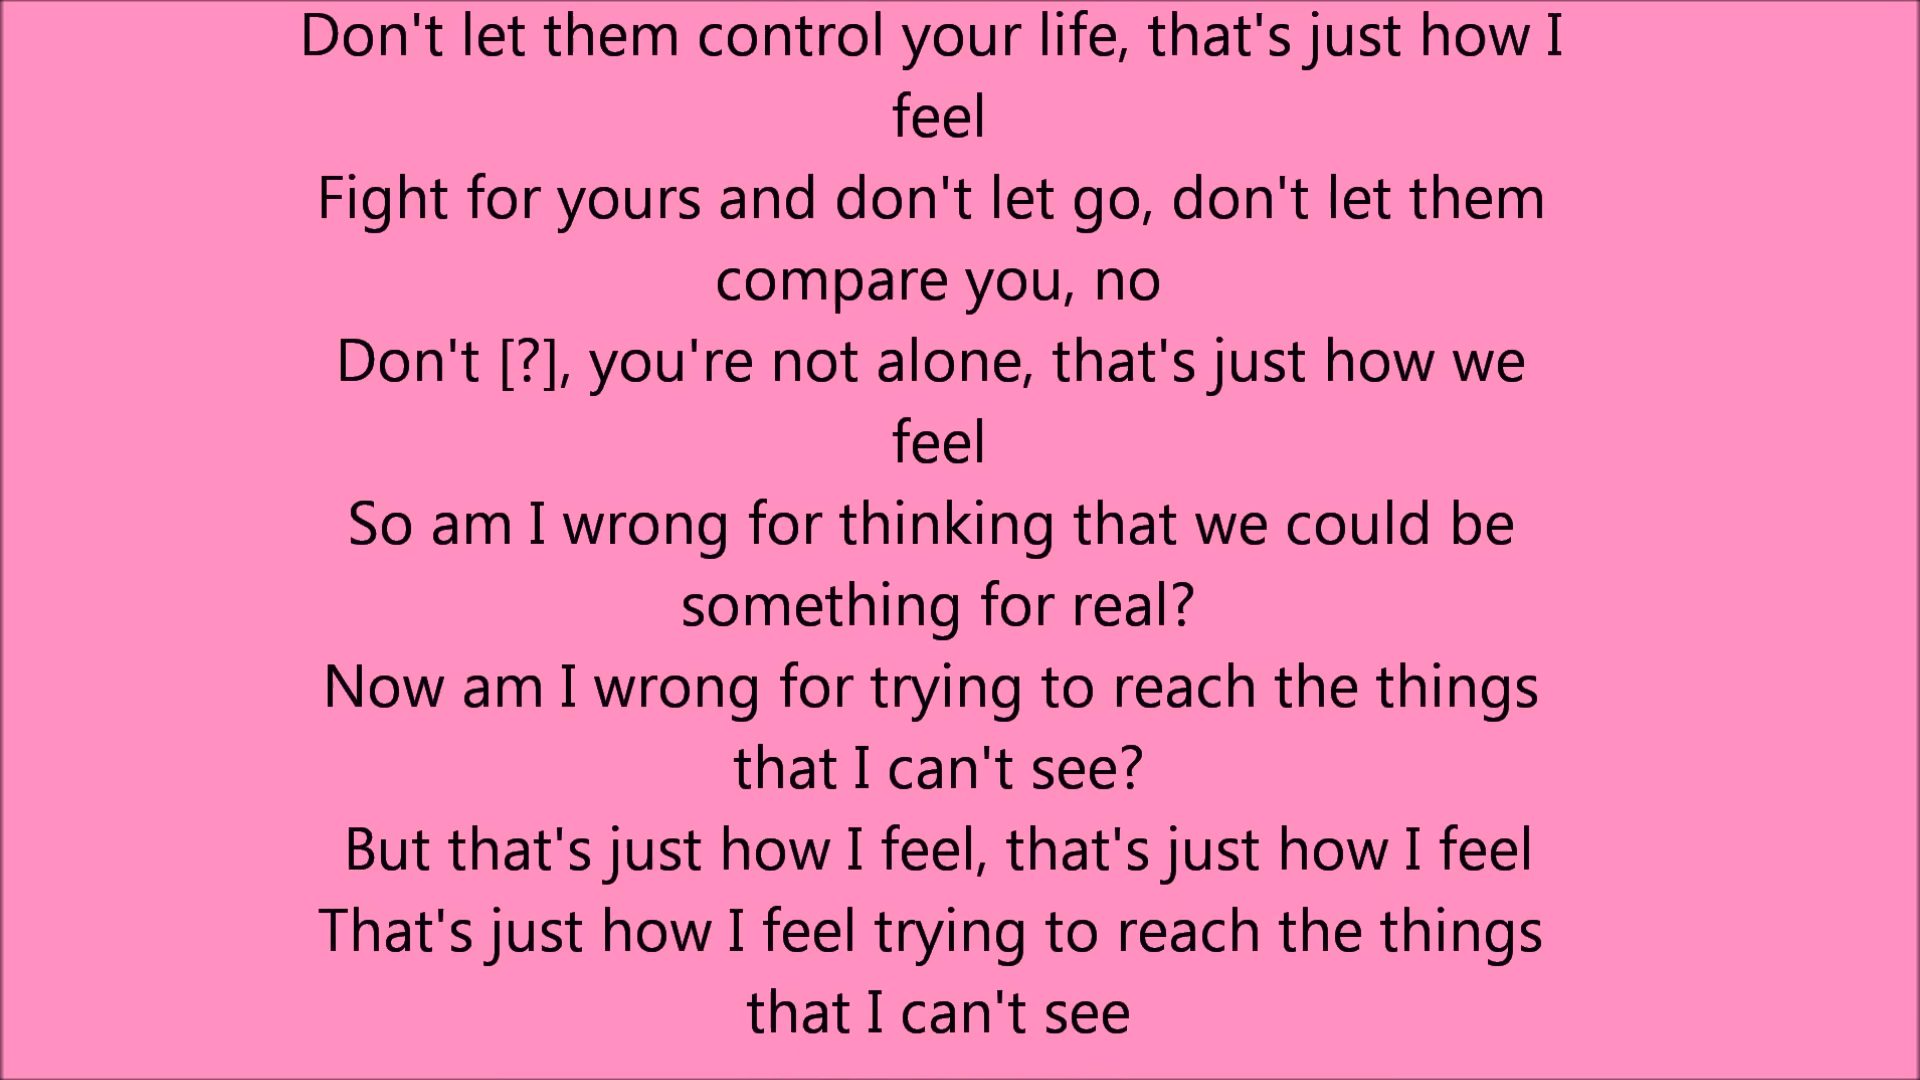 Don't let them control your life, that's just how I
feel
Fight for yours and don't let go, don't let them
compare you, no
Don't [?], you're not alone, that's just how we
feel
So am I wrong for thinking that we could be
something for real?
Now am I wrong for trying to reach the things
that I can't see?
But that's just how I feel, that's just how I feel
That's just how I feel trying to reach the things
that I can't see